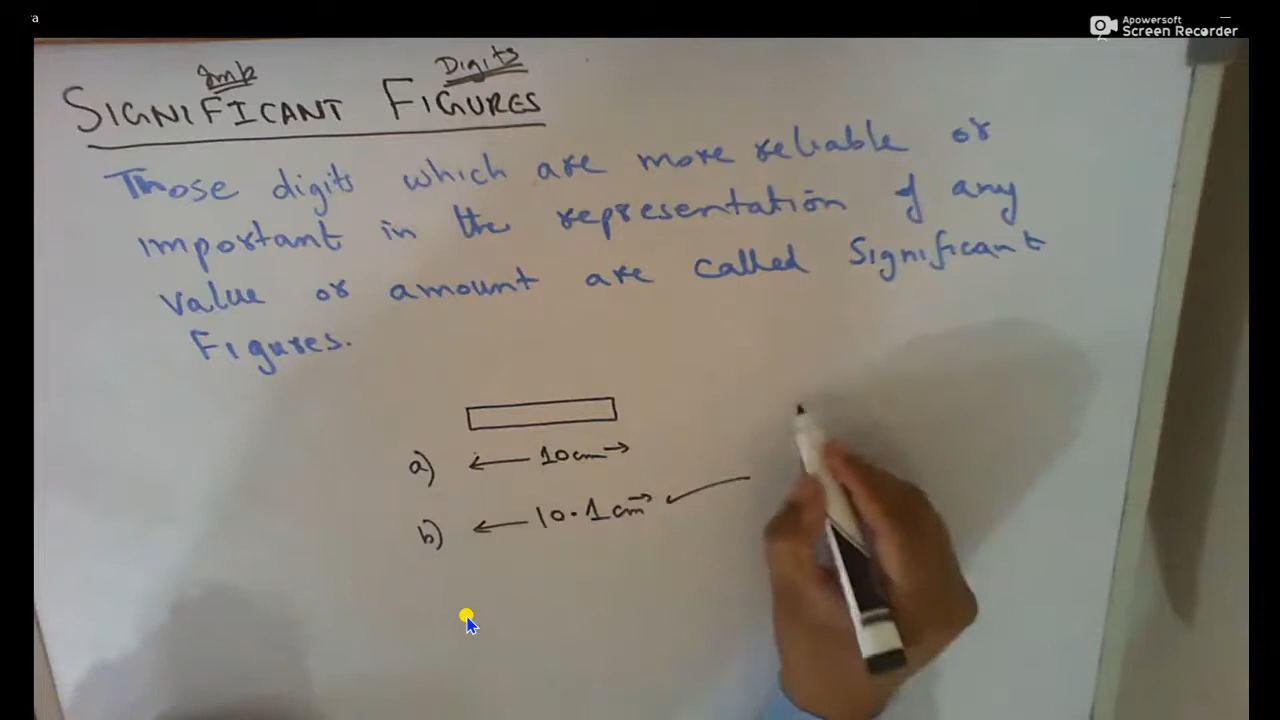 ra
Apowersoft
Screen Recorder
Imp Digits
SIGNIFICANT FIGURES
Those digits which are more reliable or
important in the representation of any
value or amount are called Significant
Figures.
a) 10cm
b) 10.1cm